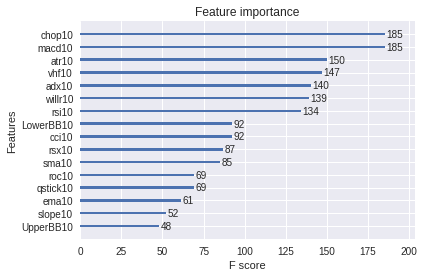 Feature importance
chop10 185
macd10 185
atr10 150
vhf10 147
adx10 140
willr10 139
rsi10 134
LowerBB10 92
cci10 92
rsx10 87
sma10 85
roc10 69
qstick10 69
ema10 61
slope10 52
UpperBB10 48
Features
0 25 50 75 100 125 150 175 200
F score